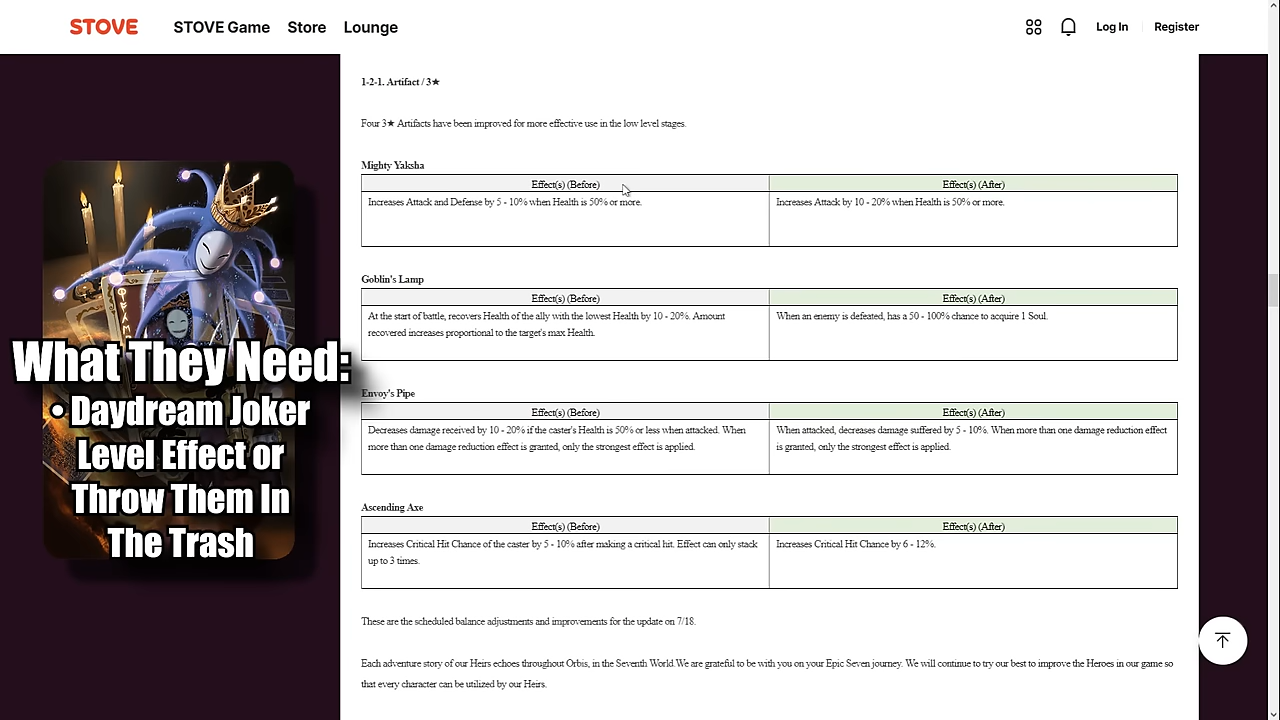 STOVE
STOVE Game
Store
Lounge
Log In
Register
1-2-1. Artifact / 3★
Four 3★ Artifacts have been improved for more effective use in the low level stages.
Mighty Yaksha
Effect(s) (Before)
Effect(s) (After)
Increases Attack and Defense by 5 - 10% when Health is 50% or more.
Increases Attack by 10 - 20% when Health is 50% or more.
Goblin's Lamp
Effect(s) (Before)
Effect(s) (After)
At the start of battle, recovers Health of the ally with the lowest Health by 10 - 20%. Amount
recovered increases proportional to the target's max Health.
When an enemy is defeated, has a 50 - 100% chance to acquire 1 Soul.
Envoy's Pipe
Effect(s) (Before)
Effect(s) (After)
Decreases damage received by 10 - 20% if the caster's Health is 50% or less when attacked. When
more than one damage reduction effect is granted, only the strongest effect is applied.
When attacked, decreases damage suffered by 5 - 10%. When more than one damage reduction effect
is granted, only the strongest effect is applied.
Ascending Axe
Effect(s) (Before)
Effect(s) (After)
Increases Critical Hit Chance of the caster by 5 - 10% after making a critical hit. Effect can only stack
up to 3 times.
Increases Critical Hit Chance by 6 - 12%.
These are the scheduled balance adjustments and improvements for the update on 7/18.
Each adventure story of our Heirs echoes throughout Orbis, in the Seventh World.We are grateful to be with you on your Epic Seven journey. We will continue to try our best to improve the Heroes in our game so
that every character can be utilized by our Heirs.
What They Need:
• Daydream Joker
Level Effect or
Throw Them In
The Trash